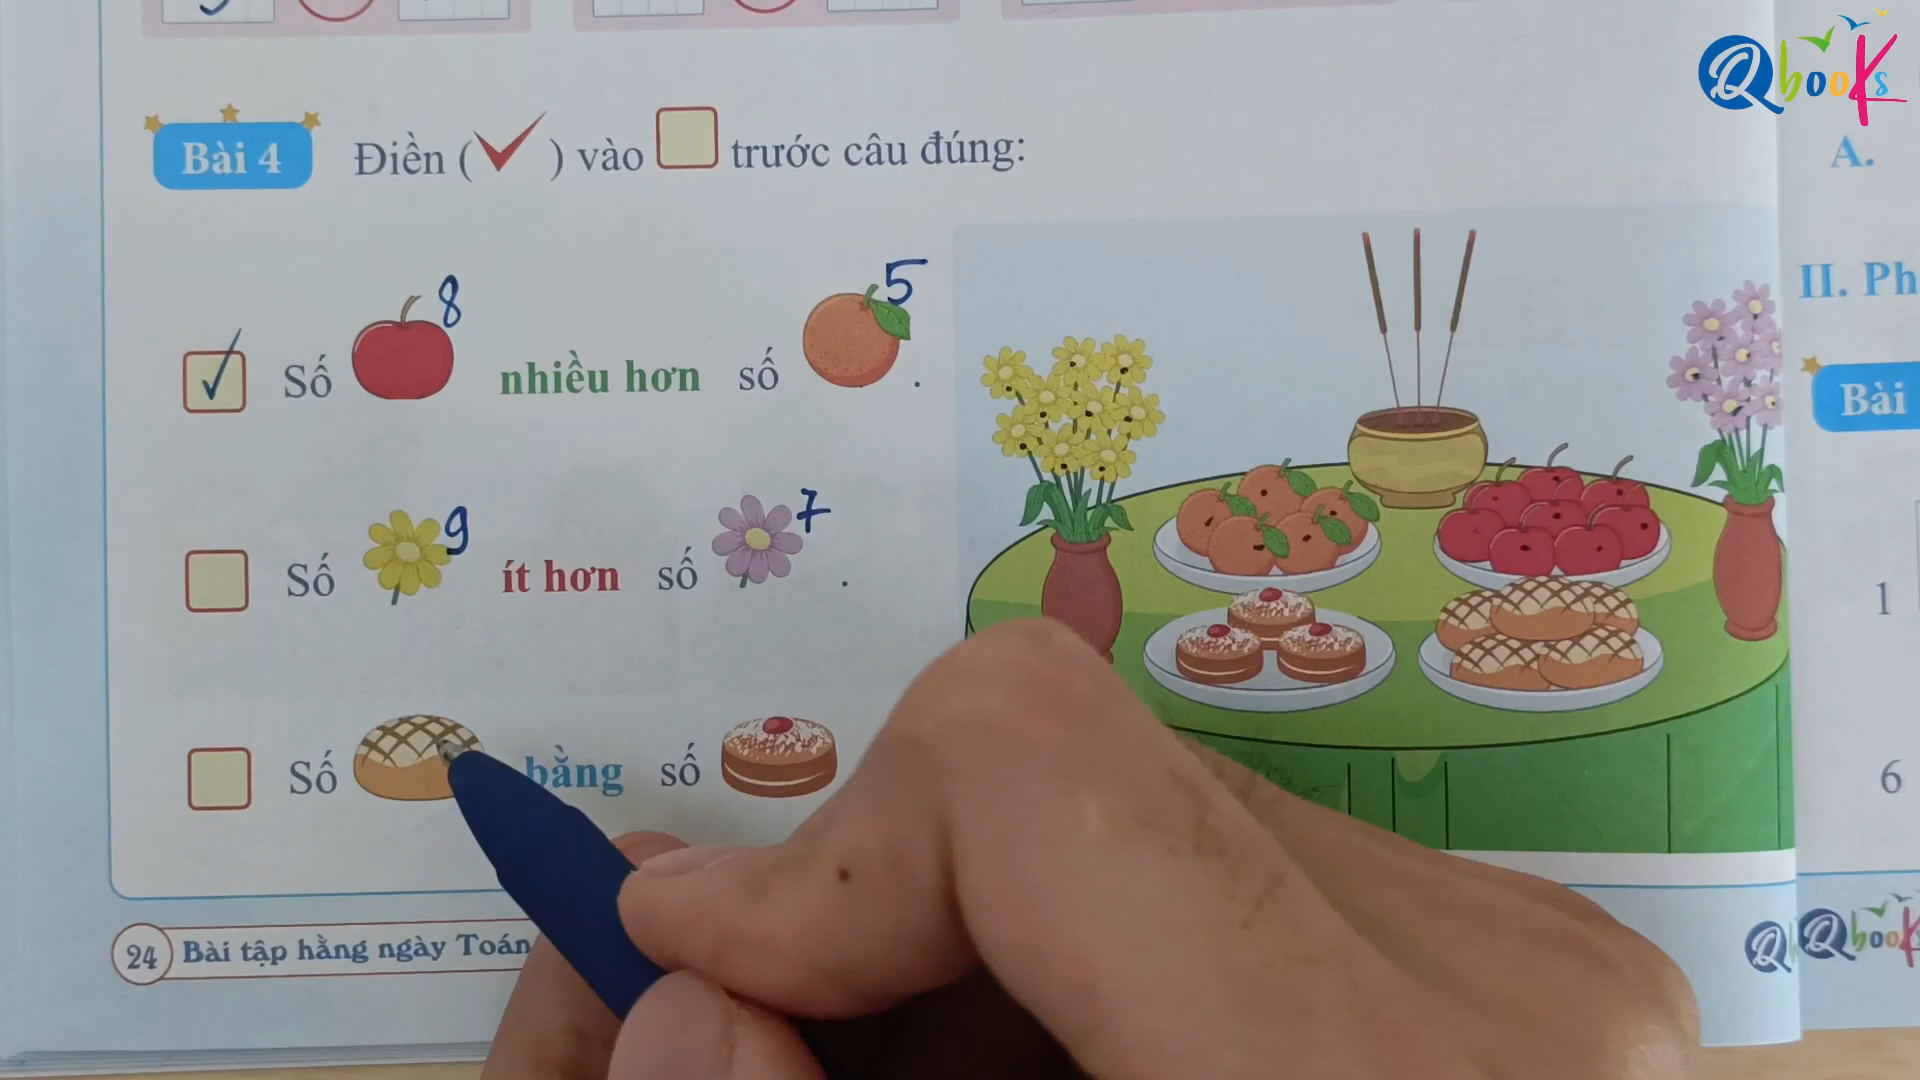 Qbooks
Bài 4 Điền ( ✓ ) vào trước câu đúng:
A.
8 5
✓ Số nhiều hơn số .
II. Ph
Bài
9 7
Số ít hơn số .
1
Số bằng số
6
24 Bài tập hằng ngày Toán
Qbook